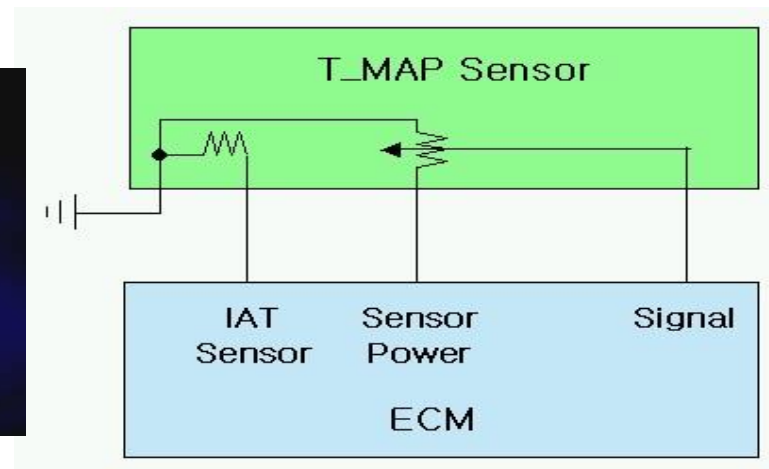 T_MAP Sensor
IAT Sensor
Sensor Power
Signal
ECM